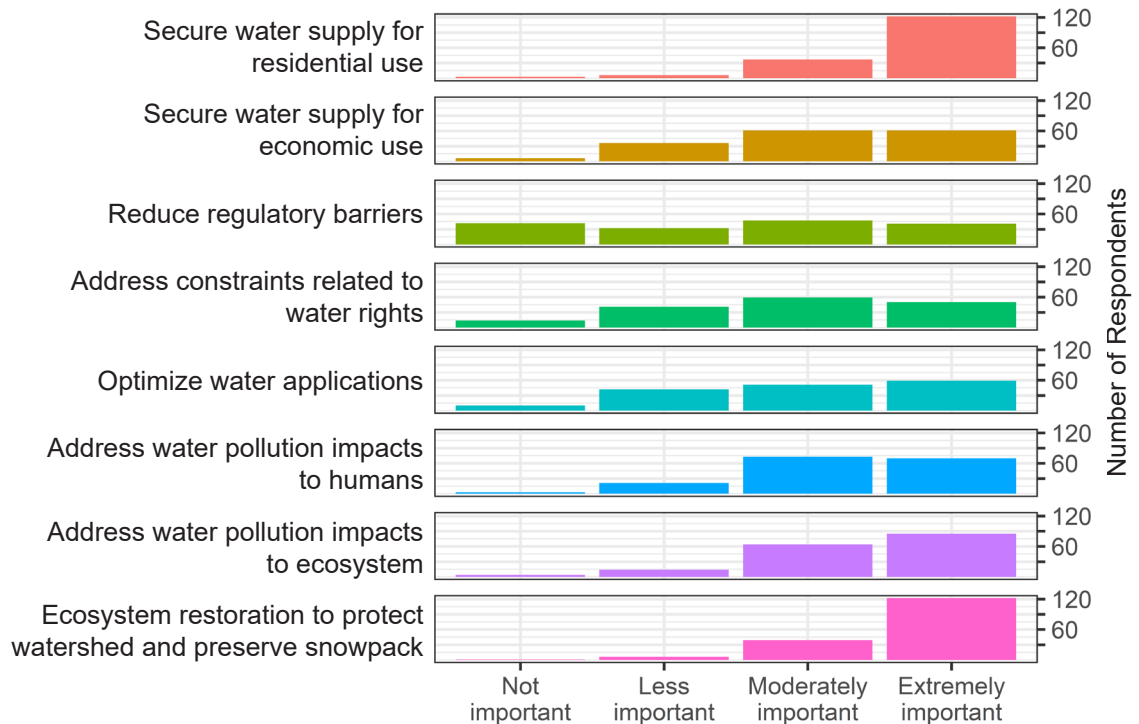 Secure water supply for
residential use
120
60
Secure water supply for
economic use
120
60
Reduce regulatory barriers
120
60
Address constraints related to
water rights
120
60
Optimize water applications
120
60
Address water pollution impacts
to humans
120
60
Address water pollution impacts
to ecosystem
120
60
Ecosystem restoration to protect
watershed and preserve snowpack
120
60
Number of Respondents
Not
important
Less
important
Moderately
important
Extremely
important